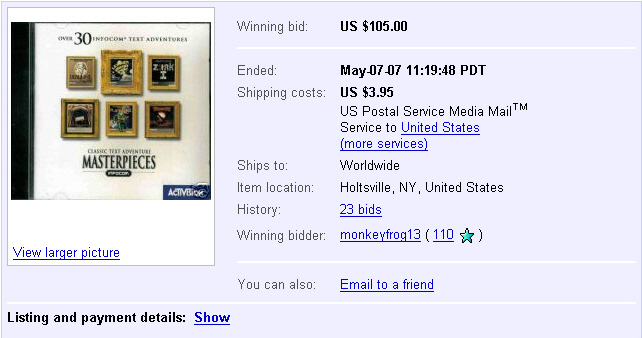 OVER 30 INFOCOM® TEXT ADVENTURES
ZORK I
CLASSIC TEXT ADVENTURE
MASTERPIECES
INFOCOM
ACTIVISION
View larger picture
Winning bid: US $105.00
Ended: May-07-07 11:19:48 PDT
Shipping costs: US $3.95
US Postal Service Media Mail™
Service to United States
(more services)
Ships to: Worldwide
Item location: Holtsville, NY, United States
History: 23 bids
Winning bidder: monkeyfrog13 ( 110 )
You can also: Email to a friend
Listing and payment details: Show